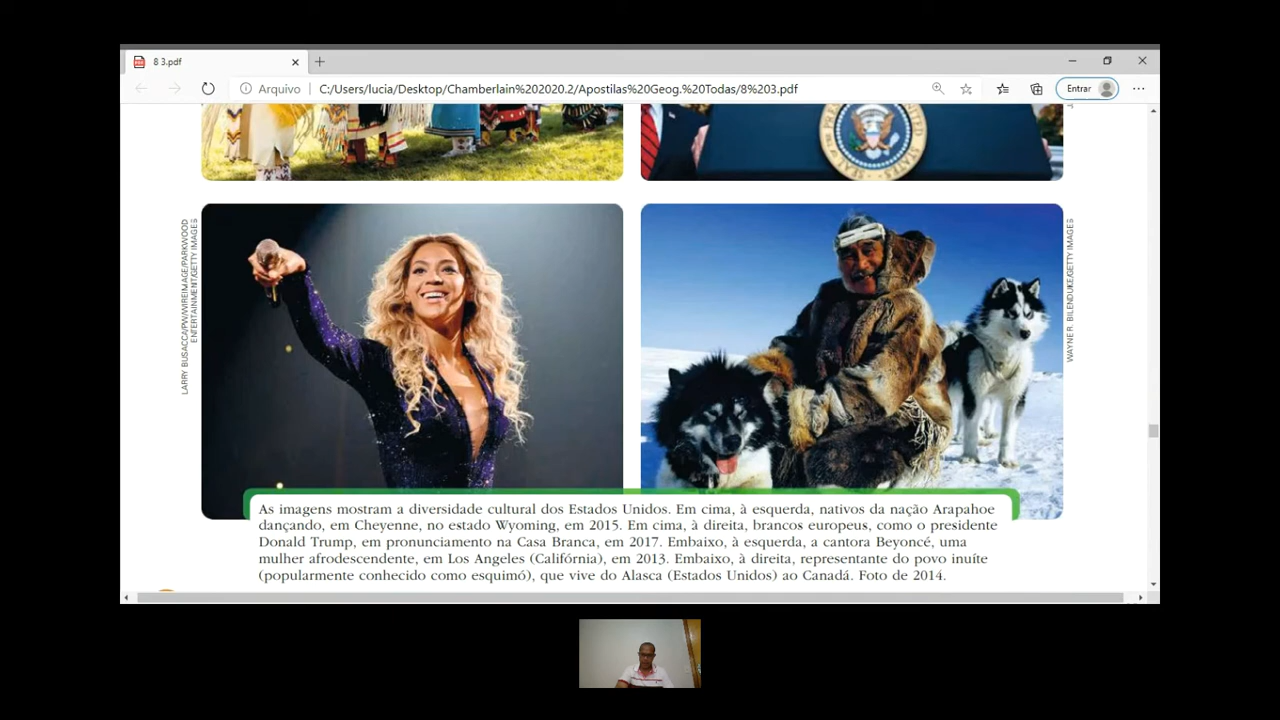 8 3.pdf
Arquivo
C:/Users/lucia/Desktop/Chamberlain%202020.2/Apostilas%20Geog.%20Todas/8%203.pdf
Entrar
LARRY BUSACCA/PW/WIREIMAGE/PARKWOOD
ENTERTAINMENT/GETTY IMAGES
WAYNE R. BILENDUKE/GETTY IMAGES
As imagens mostram a diversidade cultural dos Estados Unidos. Em cima, à esquerda, nativos da nação Arapahoe
dançando, em Cheyenne, no estado Wyoming, em 2015. Em cima, à direita, brancos europeus, como o presidente
Donald Trump, em pronunciamento na Casa Branca, em 2017. Embaixo, à esquerda, a cantora Beyoncé, uma
mulher afrodescendente, em Los Angeles (Califórnia), em 2013. Embaixo, à direita, representante do povo inuíte
(popularmente conhecido como esquimó), que vive do Alasca (Estados Unidos) ao Canadá. Foto de 2014.